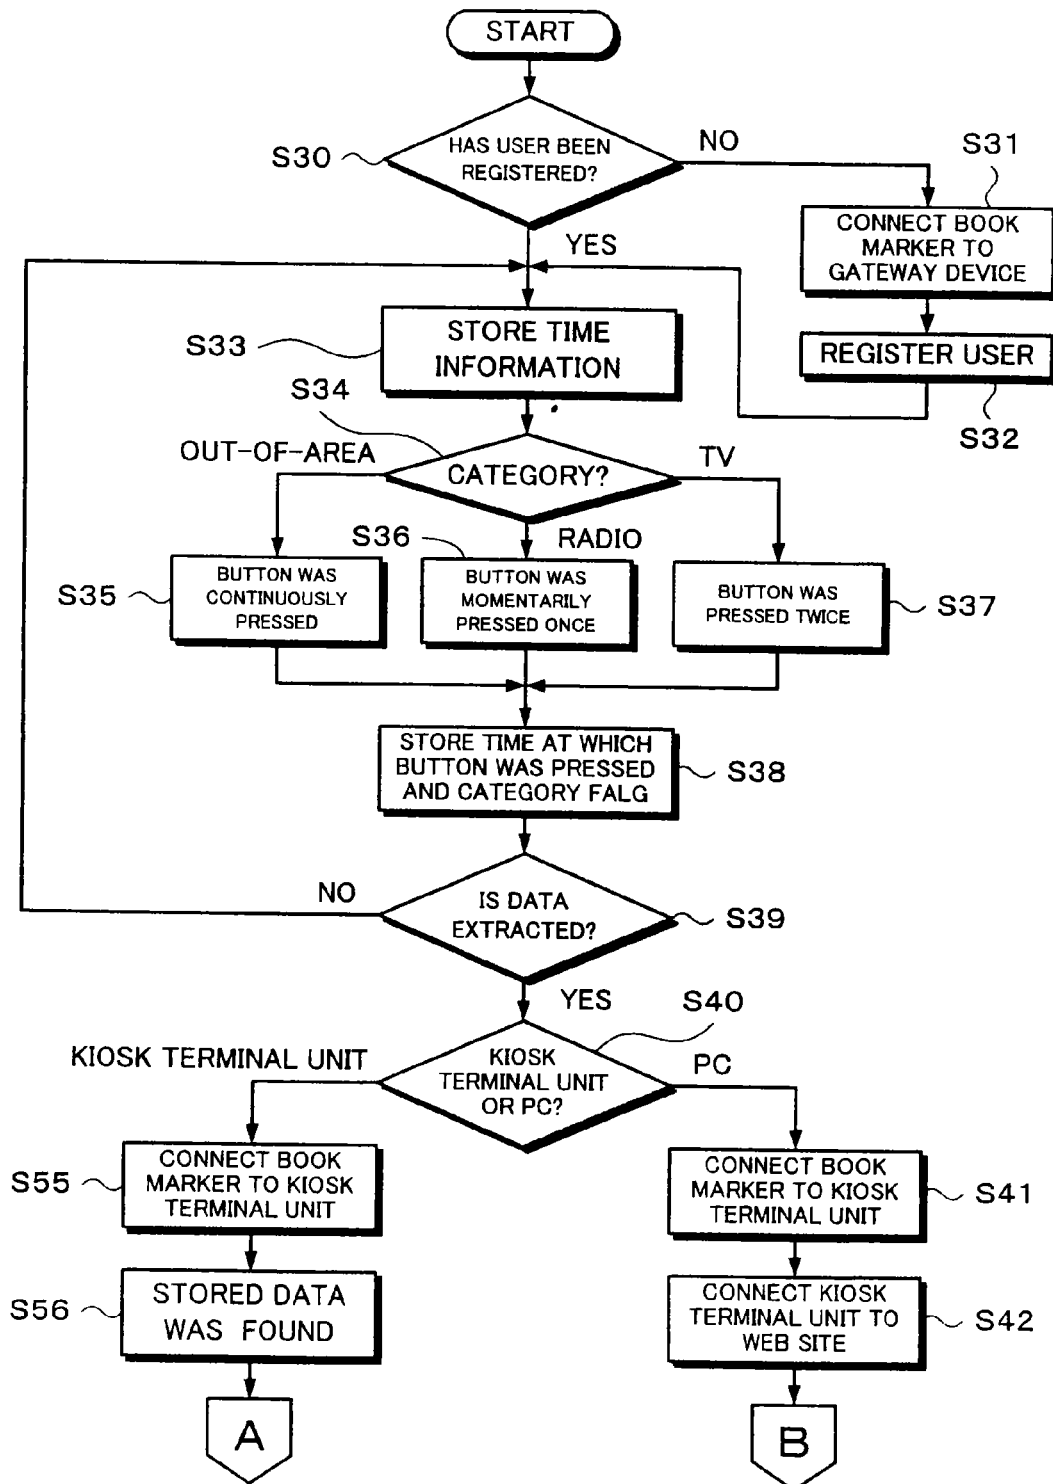 START
HAS USER BEEN
REGISTERED?
S30
NO
S31
CONNECT BOOK
MARKER TO
GATEWAY DEVICE
YES
REGISTER USER
S32
S33
STORE TIME
INFORMATION
S34
OUT-OF-AREA
CATEGORY?
TV
S36
RADIO
S35
BUTTON WAS
CONTINUOUSLY
PRESSED
BUTTON WAS
MOMENTARILY
PRESSED ONCE
BUTTON WAS
PRESSED TWICE
S37
STORE TIME AT WHICH
BUTTON WAS PRESSED
AND CATEGORY FALG
S38
NO
IS DATA
EXTRACTED?
S39
YES
S40
KIOSK TERMINAL UNIT
KIOSK
TERMINAL UNIT
OR PC?
PC
S55
CONNECT BOOK
MARKER TO KIOSK
TERMINAL UNIT
CONNECT BOOK
MARKER TO KIOSK
TERMINAL UNIT
S41
S56
STORED DATA
WAS FOUND
CONNECT KIOSK
TERMINAL UNIT TO
WEB SITE
S42
A
B